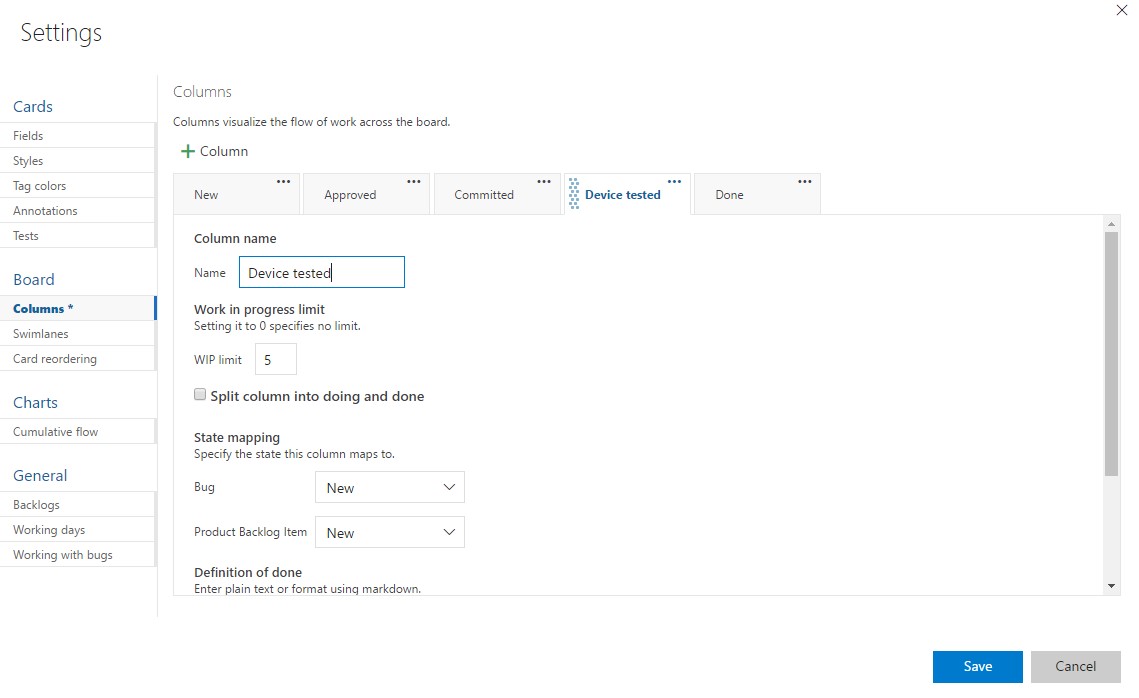 Settings
Cards
Fields
Styles
Tag colors
Annotations
Tests
Board
Columns *
Swimlanes
Card reordering
Charts
Cumulative flow
General
Backlogs
Working days
Working with bugs
Columns
Columns visualize the flow of work across the board.
+ Column
New ... Approved ... Committed ... Device tested ... Done ...
Column name
Name Device tested
Work in progress limit
Setting it to 0 specifies no limit.
WIP limit 5
Split column into doing and done
State mapping
Specify the state this column maps to.
Bug New
Product Backlog Item New
Definition of done
Enter plain text or format using markdown.
Save Cancel